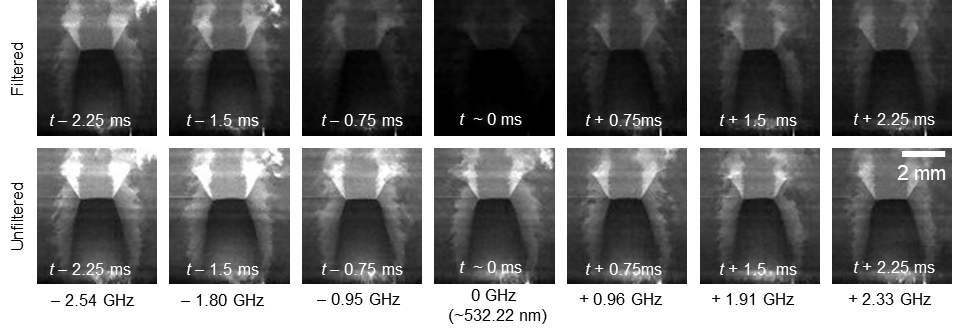 Filtered
t – 2.25 ms
t – 1.5 ms
t – 0.75 ms
t ~ 0 ms
t + 0.75ms
t + 1.5 ms
t + 2.25 ms
Unfiltered
2 mm
t – 2.25 ms
t – 1.5 ms
t – 0.75 ms
t ~ 0 ms
t + 0.75ms
t + 1.5 ms
t + 2.25 ms
– 2.54 GHz
– 1.80 GHz
– 0.95 GHz
0 GHz
(~532.22 nm)
+ 0.96 GHz
+ 1.91 GHz
+ 2.33 GHz